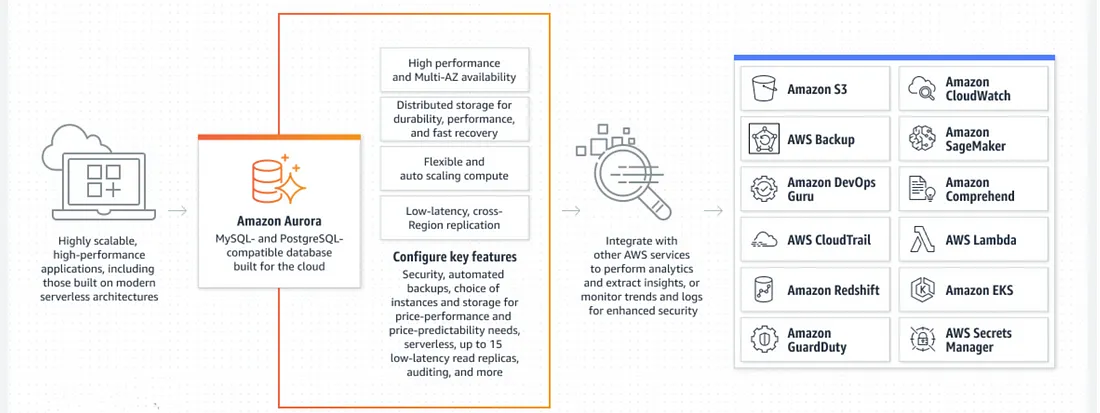 Highly scalable,
high-performance
applications, including
those built on modern
serverless architectures
Amazon Aurora
MySQL- and PostgreSQL-
compatible database
built for the cloud
High performance
and Multi-AZ availability
Distributed storage for
durability, performance,
and fast recovery
Flexible and
auto scaling compute
Low-latency, cross-
Region replication
Configure key features
Security, automated
backups, choice of
instances and storage for
price-performance and
price-predictability needs,
serverless, up to 15
low-latency read replicas,
auditing, and more
Integrate with
other AWS services
to perform analytics
and extract insights, or
monitor trends and logs
for enhanced security
Amazon S3
Amazon
CloudWatch
AWS Backup
Amazon
SageMaker
Amazon DevOps
Guru
Amazon
Comprehend
AWS CloudTrail
AWS Lambda
Amazon Redshift
Amazon EKS
Amazon
GuardDuty
AWS Secrets
Manager